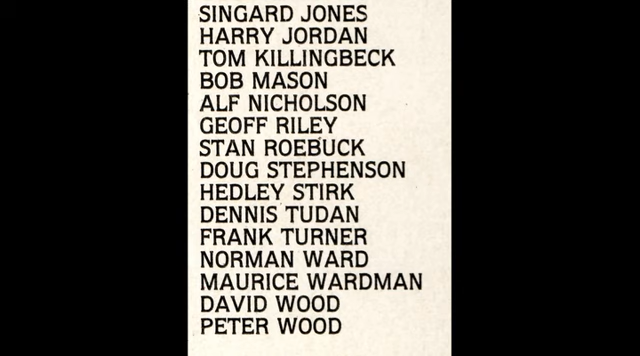 SINGARD JONES
HARRY JORDAN
TOM KILLINGBECK
BOB MASON
ALF NICHOLSON
GEOFF RILEY
STAN ROEBUCK
DOUG STEPHENSON
HEDLEY STIRK
DENNIS TUDAN
FRANK TURNER
NORMAN WARD
MAURICE WARDMAN
DAVID WOOD
PETER WOOD